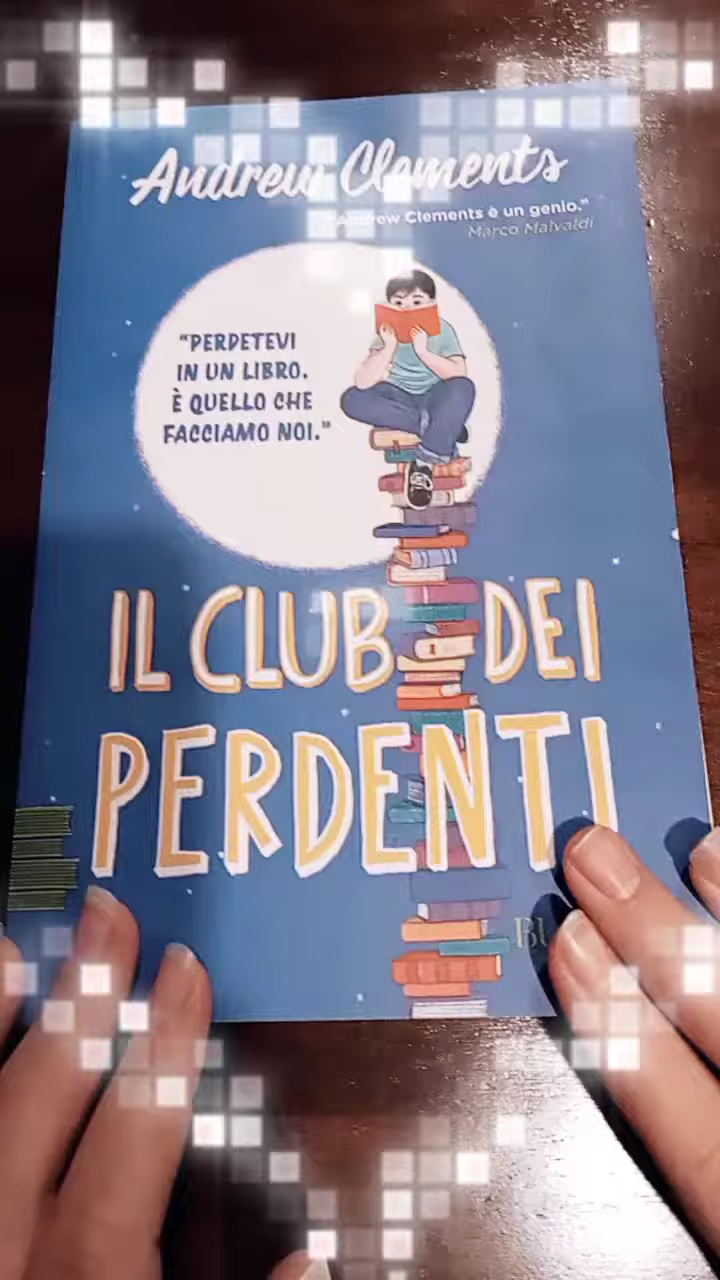 Andrew Clements
"Andrew Clements è un genio."
Marco Malvaldi
"PERDETEVI
IN UN LIBRO.
È QUELLO CHE
FACCIAMO NOI."
IL CLUB DEI
PERDENTI